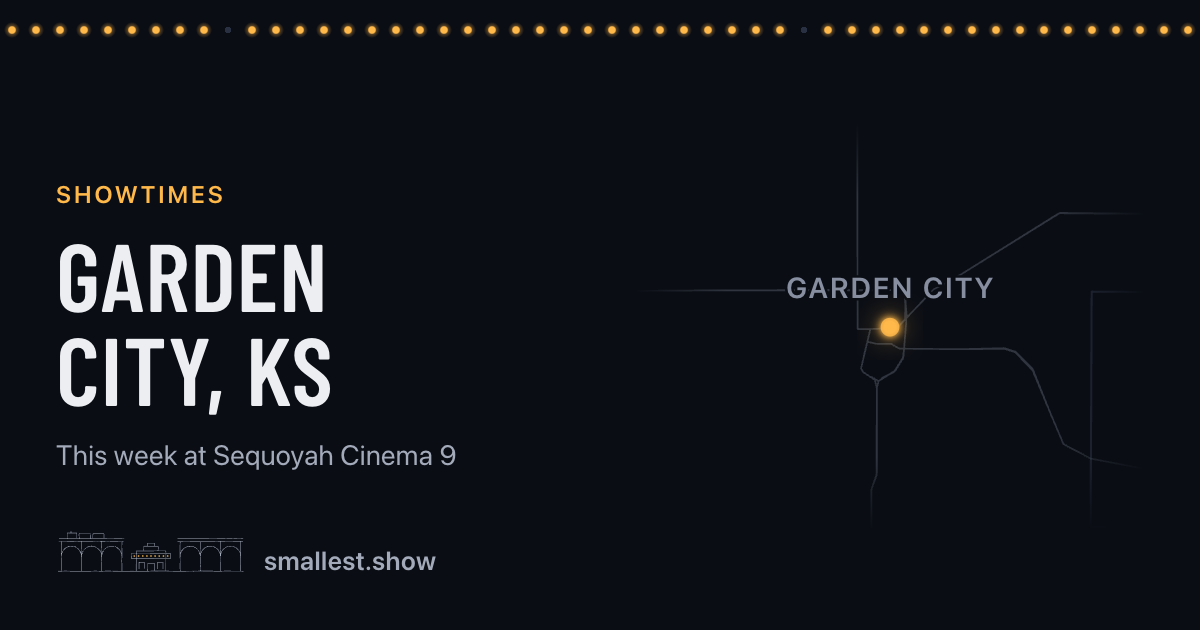 SHOWTIMES
GARDEN
CITY, KS
This week at Sequoyah Cinema 9
smallest.show
GARDEN CITY